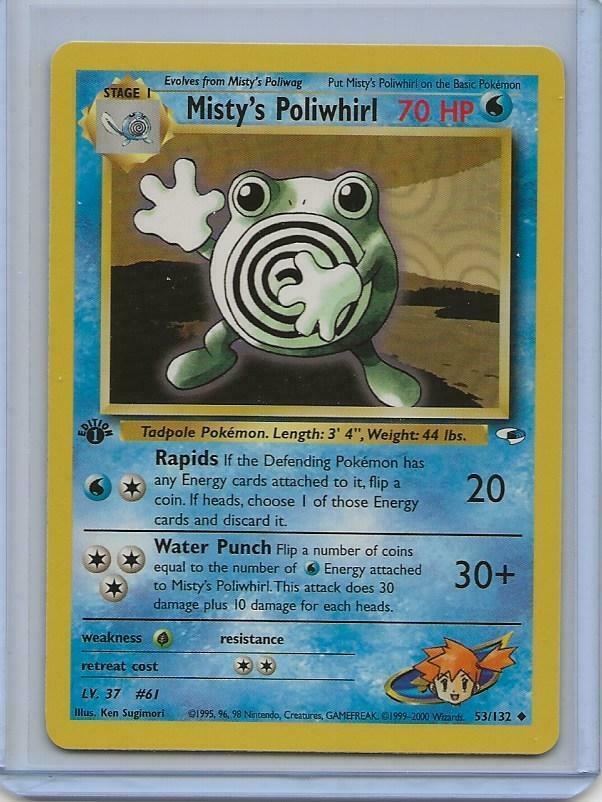 Evolves from Misty's Poliwag Put Misty's Poliwhirl on the Basic Pokémon
STAGE 1
Misty's Poliwhirl 70 HP
EDITION
1
Tadpole Pokémon. Length: 3' 4", Weight: 44 lbs.
Rapids If the Defending Pokémon has
any Energy cards attached to it, flip a
coin. If heads, choose 1 of those Energy
cards and discard it.
20
Water Punch Flip a number of coins
equal to the number of Energy attached
to Misty's Poliwhirl. This attack does 30
damage plus 10 damage for each heads.
30+
weakness resistance
retreat cost
LV. 37 #61
Illus. Ken Sugimori ©1995, 96, 98 Nintendo, Creatures, GAMEFREAK. ©1999-2000 Wizards. 53/132